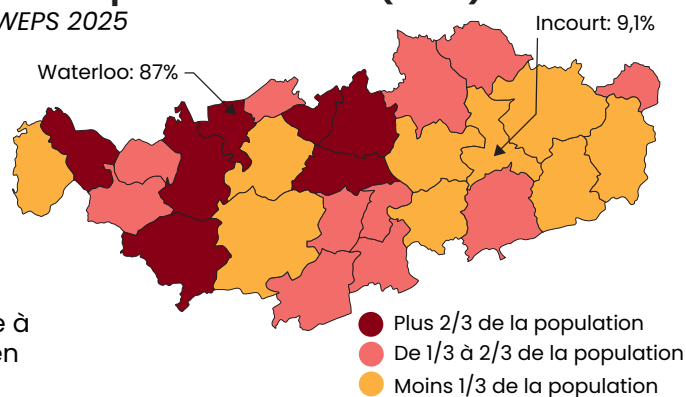 WEPS 2025
Incourt: 9,1%
Waterloo: 87%
e à
en
Plus 2/3 de la population
De 1/3 à 2/3 de la population
Moins 1/3 de la population